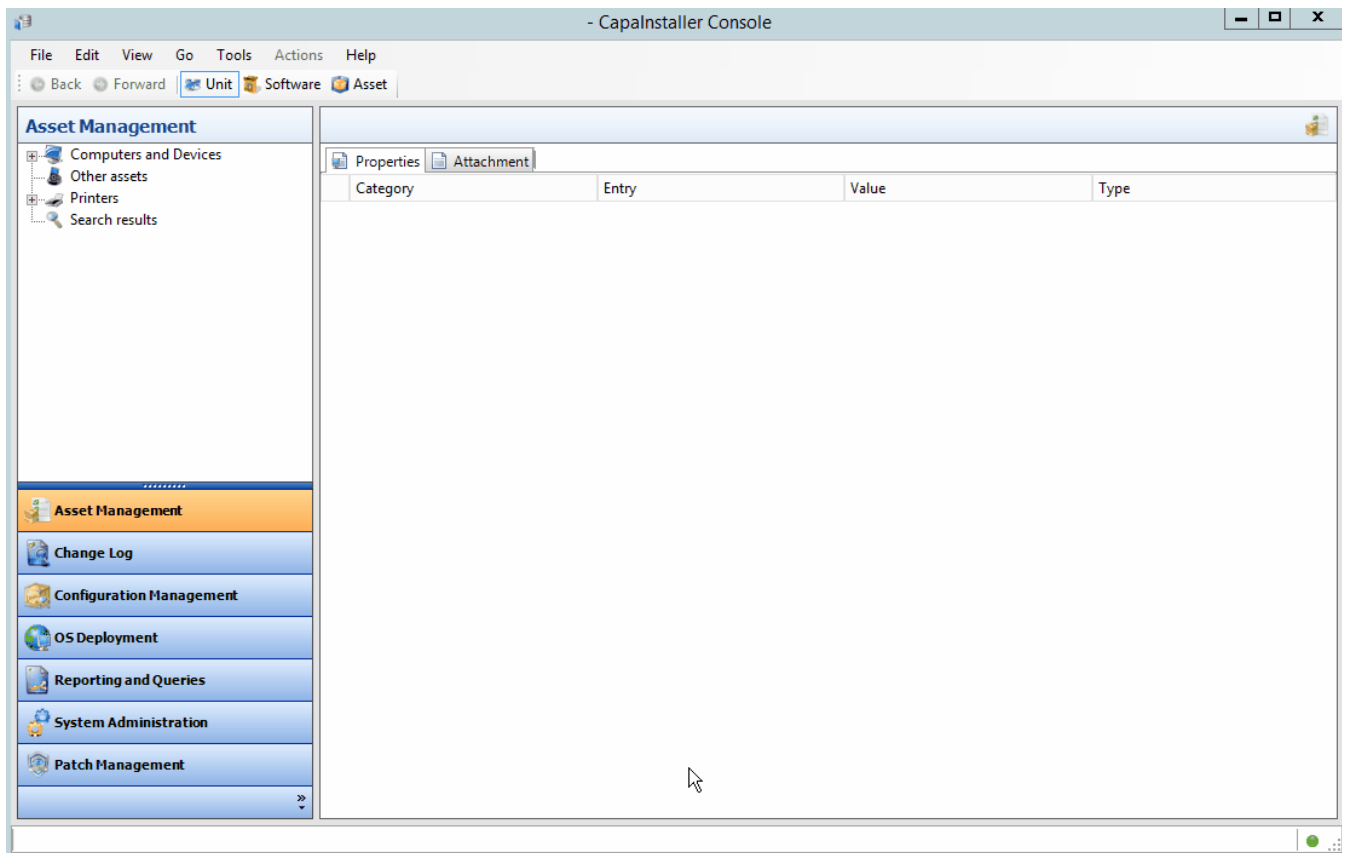 - CapaInstaller Console
File Edit View Go Tools Actions Help
Back Forward Unit Software Asset
Asset Management
Computers and Devices
Other assets
Printers
Search results
Properties Attachment
Category Entry Value Type
Asset Management
Change Log
Configuration Management
OS Deployment
Reporting and Queries
System Administration
Patch Management